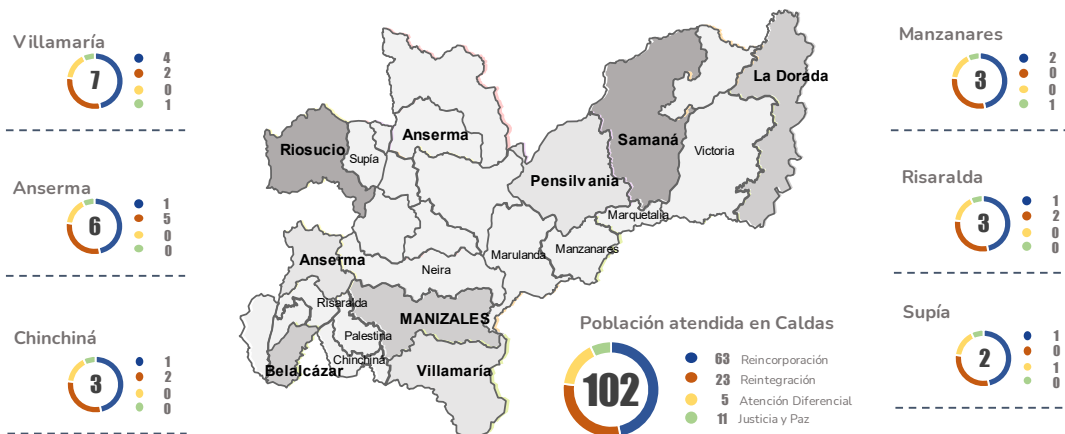 Villamaría
7
4
2
0
1
Anserma
6
1
5
0
0
Chinchiná
3
1
2
0
0
Riosucio
Supía
Anserma
Samaná
La Dorada
Victoria
Pensilvania
Marquetalia
Manzanares
Marulanda
Neira
Anserma
Risaralda
MANIZALES
Palestina
Chinchiná
Belalcázar
Villamaría
Población atendida en Caldas
102
63 Reincorporación
23 Reintegración
5 Atención Diferencial
11 Justicia y Paz
Manzanares
3
2
0
0
1
Risaralda
3
1
2
0
0
Supía
2
1
0
1
0